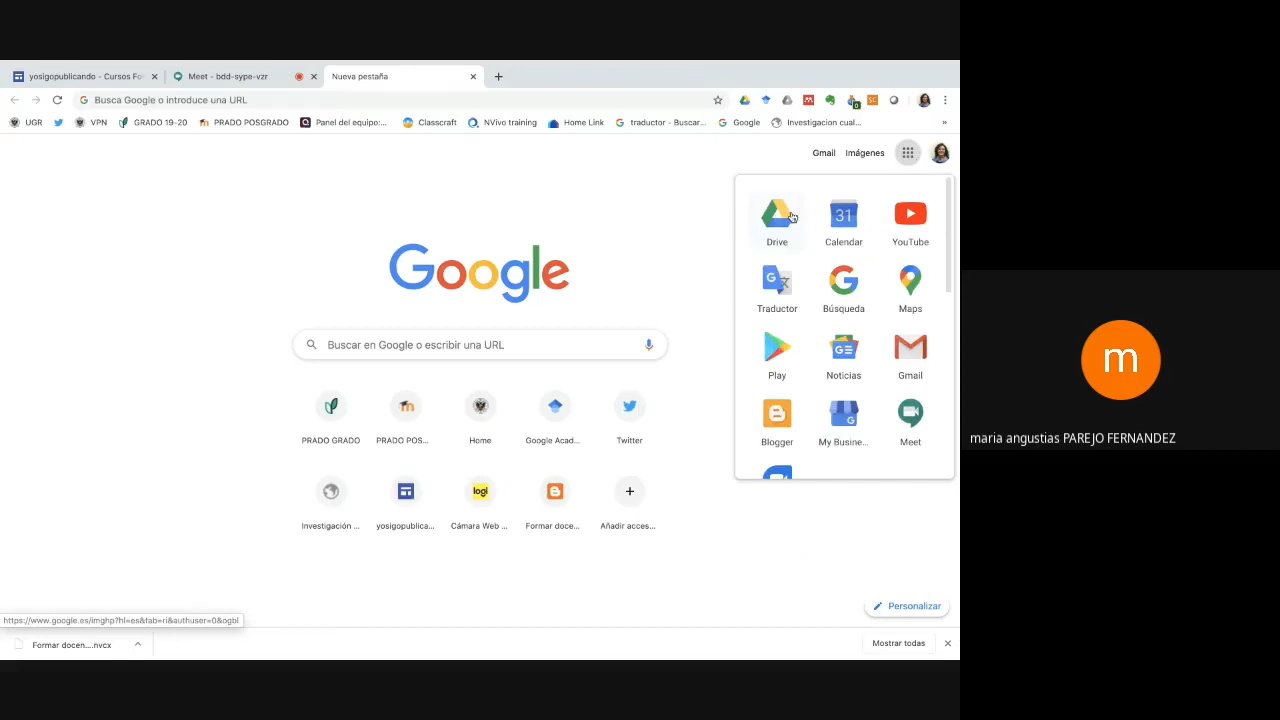 yosigopublicando - Cursos Fo
Meet - bdd-sype-vzr
Nueva pestaña
Busca Google o introduce una URL
UGR
VPN
GRADO 19-20
PRADO POSGRADO
Panel del equipo:...
Classcraft
NVivo training
Home Link
traductor - Buscar...
Google
Investigacion cual...
»
Gmail
Imágenes
Drive
31
Calendar
YouTube
Traductor
Búsqueda
Maps
Play
Noticias
Gmail
Blogger
My Busine...
Meet
Google
Buscar en Google o escribir una URL
PRADO GRADO
PRADO POS...
Home
Google Acad...
Twitter
logi
Investigación ...
yosigopublica...
Cámara Web ...
Formar doce...
Añadir acces...
Personalizar
https://www.google.es/imghp?hl=es&tab=ri&authuser=0&ogbl
Formar docen....nvcx
Mostrar todas
m
maria angustias PAREJO FERNANDEZ